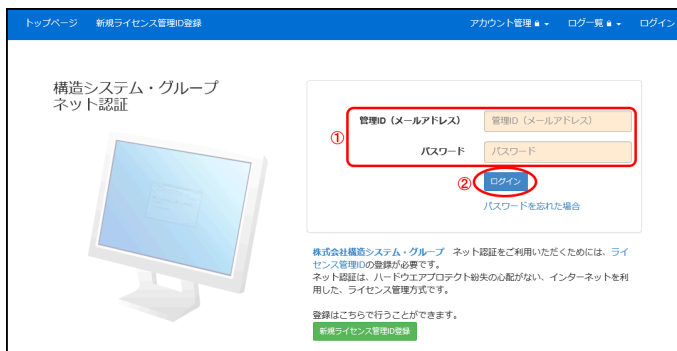 トップページ 新規ライセンス管理ID登録 アカウント管理 ログ一覧 ログイン
構造システム・グループ
ネット認証
① 管理ID（メールアドレス） 管理ID（メールアドレス）
パスワード パスワード
② ログイン
パスワードを忘れた場合
株式会社構造システム・グループ ネット認証をご利用いただくためには、ライ
センス管理IDの登録が必要です。
ネット認証は、ハードウェアプロテクト紛失の心配がない、インターネットを利
用した、ライセンス管理方式です。
登録はこちらで行うことができます。
新規ライセンス管理ID登録